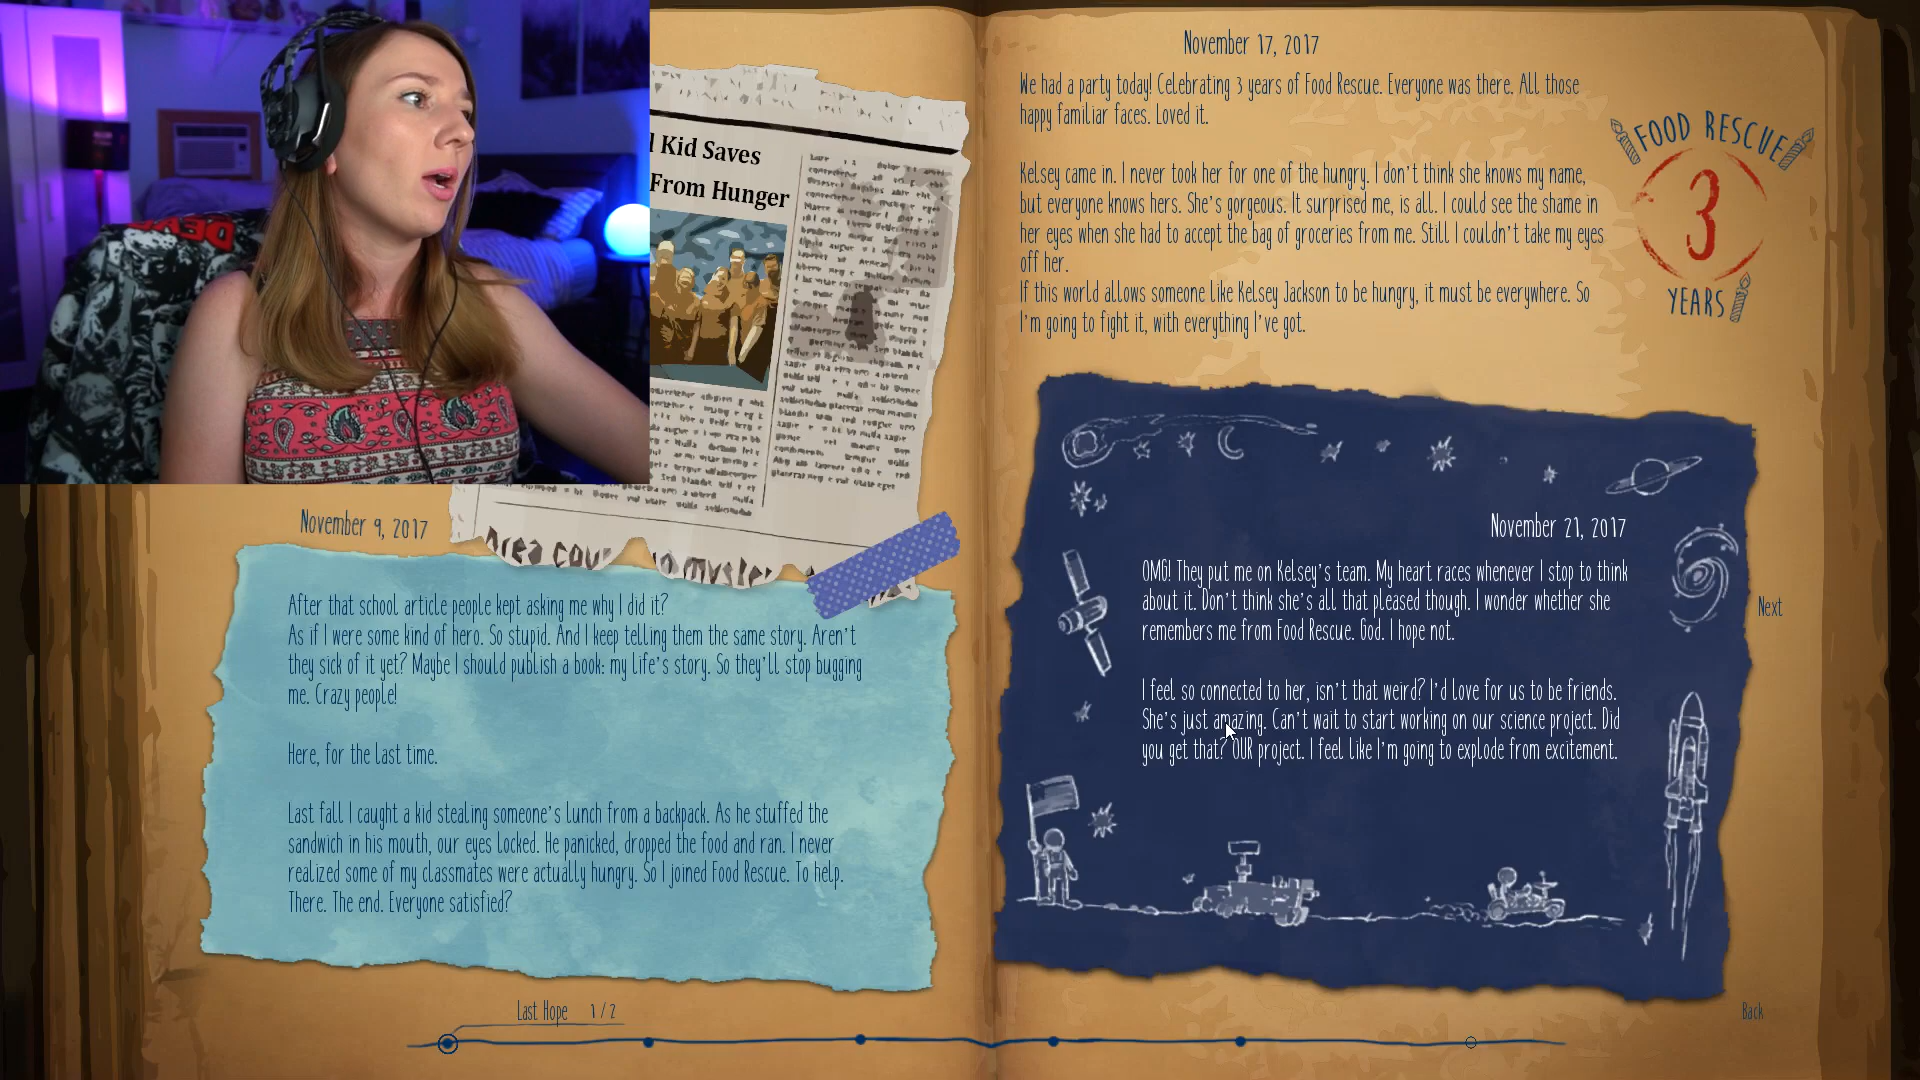 Kid Saves
From Hunger
November 9, 2017
After that school article people kept asking me why I did it?
As if I were some kind of hero. So stupid. And I keep telling them the same story. Aren't
they sick of it yet? Maybe I should publish a book: my life's story. So they'll stop bugging
me. Crazy people!
Here, for the last time.
Last fall I caught a kid stealing someone's lunch from a backpack. As he stuffed the
sandwich in his mouth, our eyes locked. He panicked, dropped the food and ran. I never
realized some of my classmates were actually hungry. So I joined Food Rescue. To help.
There. The end. Everyone satisfied?
November 17, 2017
We had a party today! Celebrating 3 years of Food Rescue. Everyone was there. All those
happy familiar faces. Loved it.
Kelsey came in. I never took her for one of the hungry. I don't think she knows my name,
but everyone knows hers. She's gorgeous. It surprised me, is all. I could see the shame in
her eyes when she had to accept the bag of groceries from me. Still I couldn't take my eyes
off her.
If this world allows someone like Kelsey Jackson to be hungry, it must be everywhere. So
I'm going to fight it, with everything I've got.
FOOD RESCUE
3
YEARS
November 21, 2017
OMG! They put me on Kelsey's team. My heart races whenever I stop to think
about it. Don't think she's all that pleased though. I wonder whether she
remembers me from Food Rescue. God. I hope not.
I feel so connected to her, isn't that weird? I'd love for us to be friends.
She's just amazing. Can't wait to start working on our science project. Did
you get that? OUR project. I feel like I'm going to explode from excitement.
Next
Last Hope 1 / 2
Back